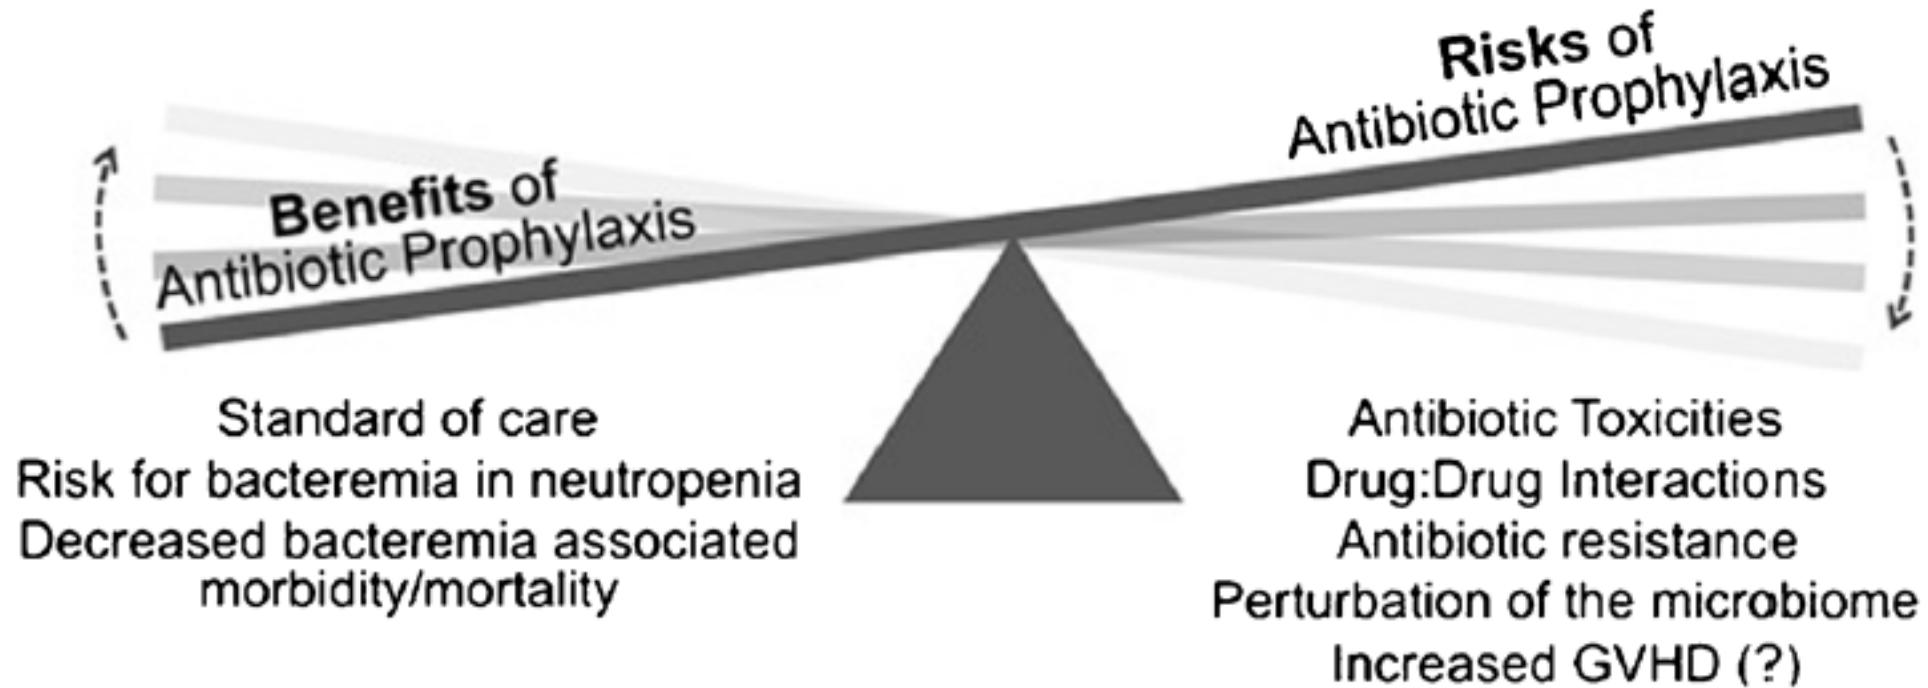 Benefits of
Antibiotic Prophylaxis
Standard of care
Risk for bacteremia in neutropenia
Decreased bacteremia associated
morbidity/mortality
Risks of
Antibiotic Prophylaxis
Antibiotic Toxicities
Drug:Drug Interactions
Antibiotic resistance
Perturbation of the microbiome
Increased GVHD (?)